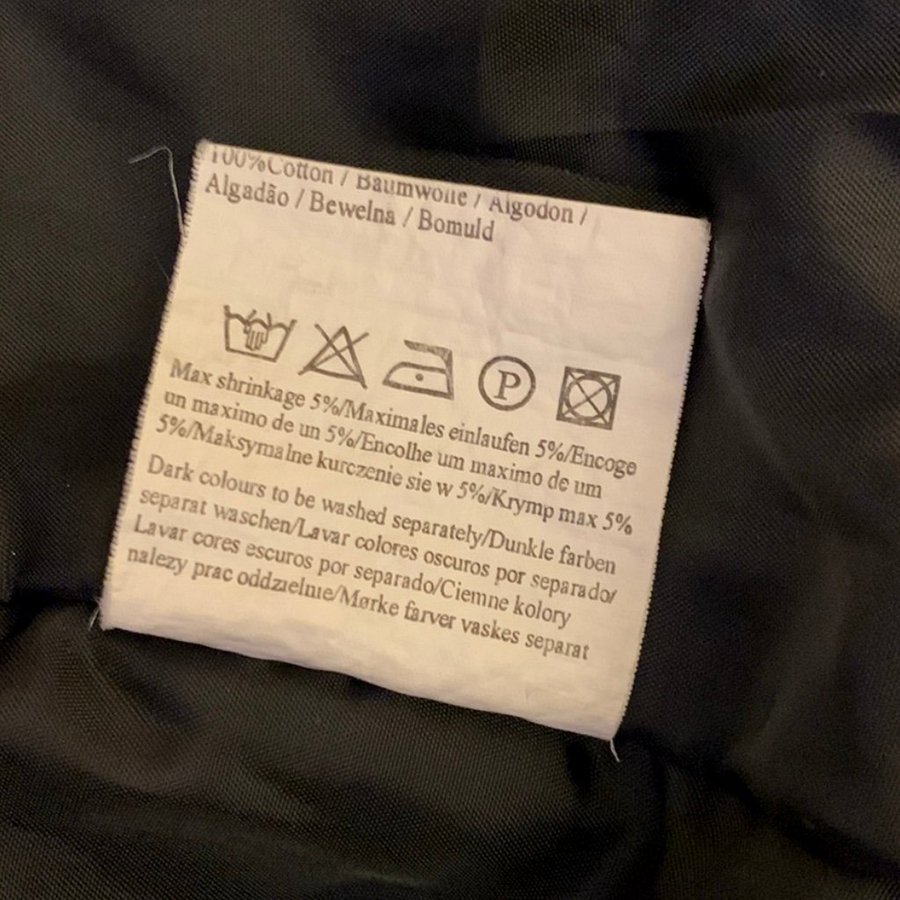 100%Cotton / Baumwolle / Algodon /
Algadão / Bewelna / Bomuld
P
Max shrinkage 5%/Maximales einlaufen 5%/Encoge
un maximo de un 5%/Encolhe um maximo de um
5%/Maksymalne kurczenie sie w 5%/Krymp max 5%
Dark colours to be washed separately/Dunkle farben
separat waschen/Lavar colores oscuros por separado/
Lavar cores escuros por separado/Ciemne kolory
nalezy prac oddzielnie/Mørke farver vaskes separat